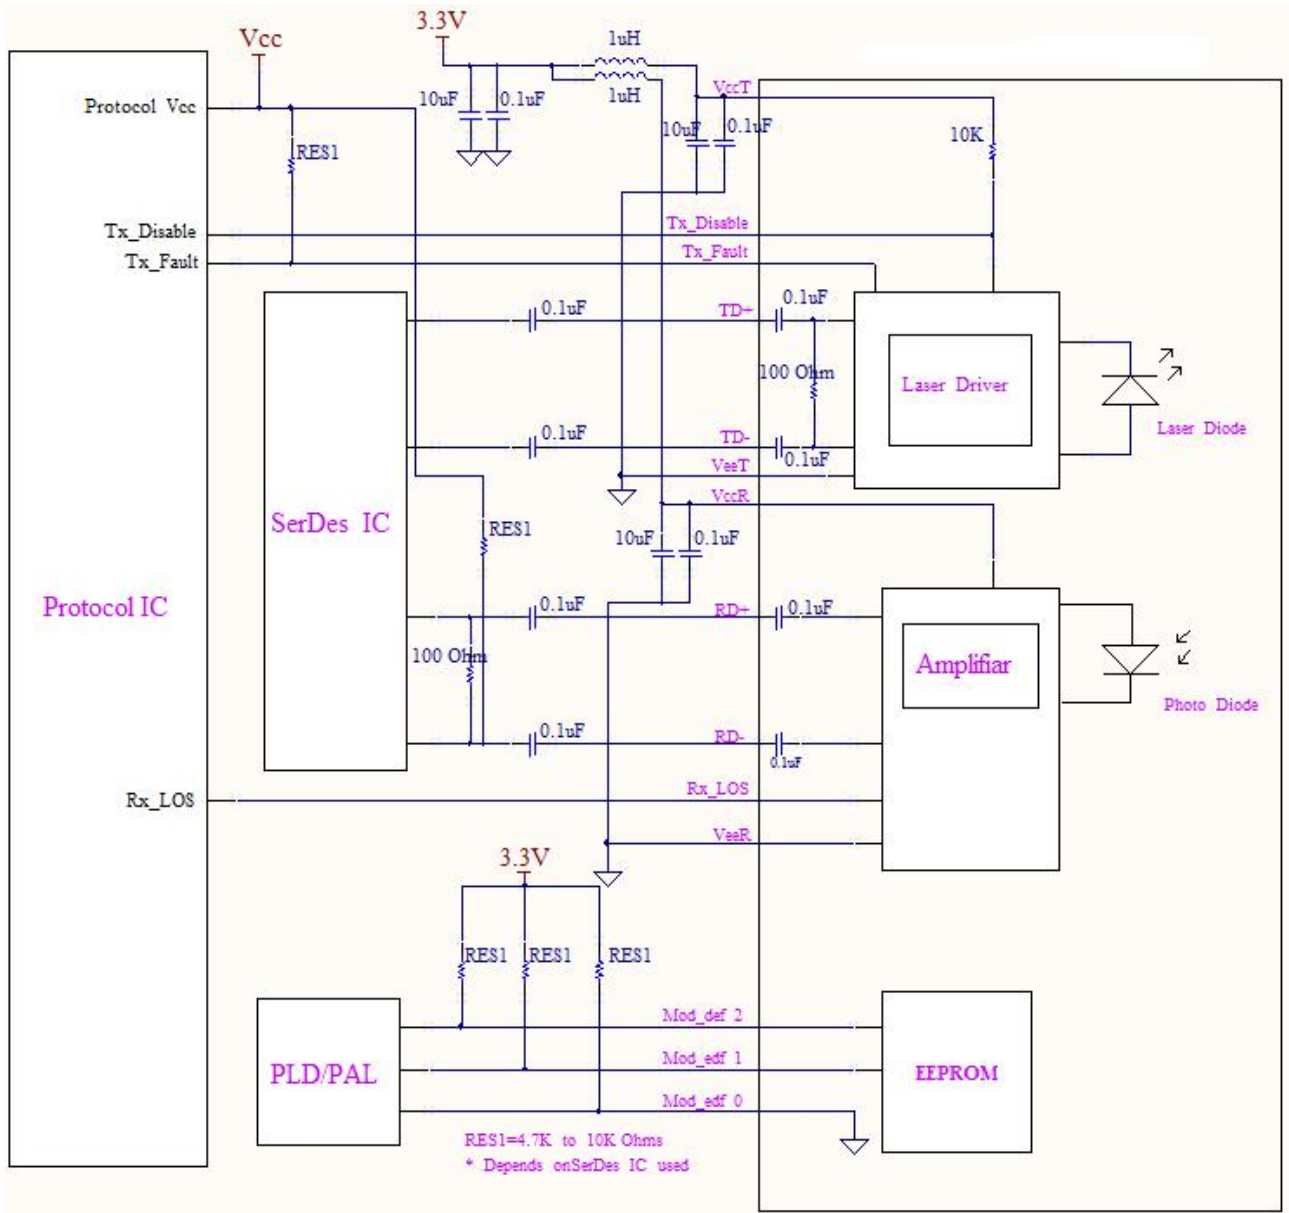 3.3V
Vcc
1uH
1uH
10uF
0.1uF
VccT
10uF
0.1uF
10K
Protocol Vcc
RES1
Tx_Disable
Tx_Disable
Tx_Fault
Tx_Fault
0.1uF
TD+
0.1uF
100 Ohm
Laser Driver
0.1uF
TD-
0.1uF
Laser Diode
VeeT
VccR
SerDes IC
RES1
10uF
0.1uF
Protocol IC
0.1uF
RD+
0.1uF
100 Ohm
Amplifiar
Photo Diode
0.1uF
RD-
0.1uF
Rx_LOS
Rx_LOS
VeeR
3.3V
RES1
RES1
RES1
Mod_def 2
PLD/PAL
Mod_edf 1
EEPROM
Mod_edf 0
RES1=4.7K to 10K Ohms
* Depends onSerDes IC used